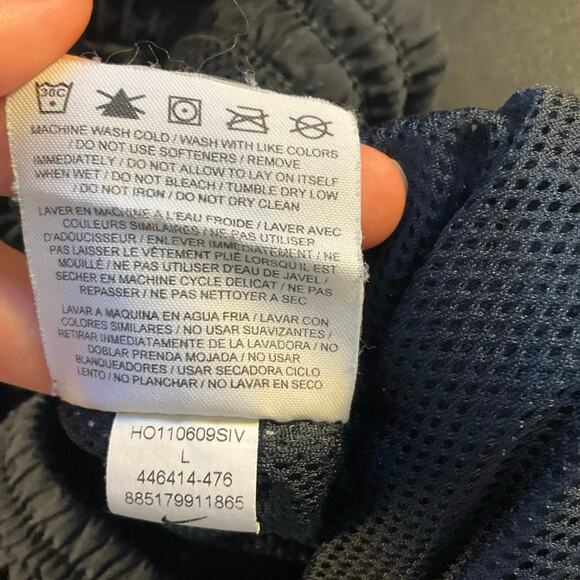 30C
MACHINE WASH COLD / WASH WITH LIKE COLORS
/ DO NOT USE SOFTENERS / REMOVE
IMMEDIATELY / DO NOT ALLOW TO LAY ON ITSELF
WHEN WET / DO NOT BLEACH / TUMBLE DRY LOW
/ DO NOT IRON / DO NOT DRY CLEAN
LAVER EN MACHINE A L'EAU FROIDE / LAVER AVEC
COULEURS SIMILAIRES / NE PAS UTILISER
D'ADOUCISSEUR / ENLEVER IMMEDIATEMENT / NE
PAS LAISSER LE VÊTEMENT PLIÉ LORSQU'IL EST
MOUILLÉ / NE PAS UTILISER D'EAU DE JAVEL /
SECHER EN MACHINE CYCLE DELICAT / NE PAS
REPASSER / NE PAS NETTOYER A SEC
LAVAR A MAQUINA EN AGUA FRIA / LAVAR CON
COLORES SIMILARES / NO USAR SUAVIZANTES /
RETIRAR INMEDIATAMENTE DE LA LAVADORA / NO
DOBLAR PRENDA MOJADA / NO USAR
BLANQUEADORES / USAR SECADORA CICLO
LENTO / NO PLANCHAR / NO LAVAR EN SECO
HO110609SIV
L
446414-476
885179911865